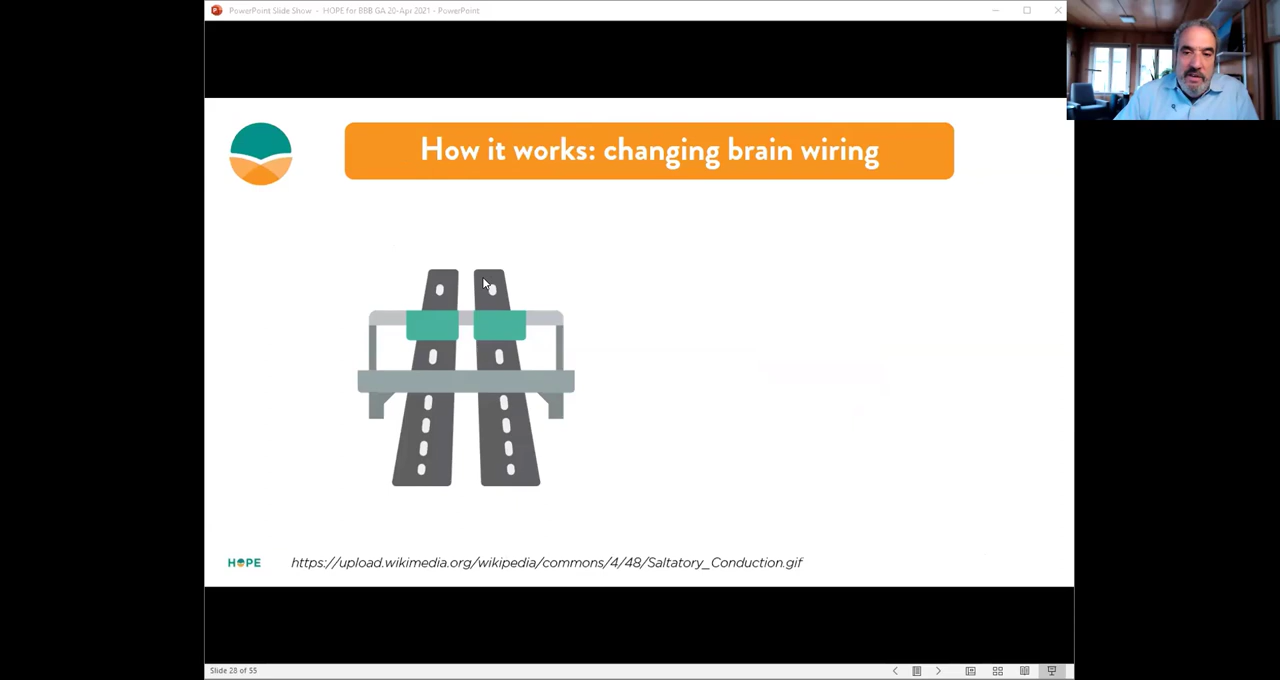 PowerPoint Slide Show - HOPE for BBB GA 20-Apr 2021 - PowerPoint
How it works: changing brain wiring
HOPE
https://upload.wikimedia.org/wikipedia/commons/4/48/Saltatory_Conduction.gif
Slide 28 of 55